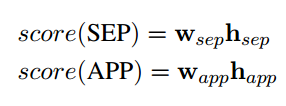 score(SEP) = w_sep h_sep
score(APP) = w_app h_app